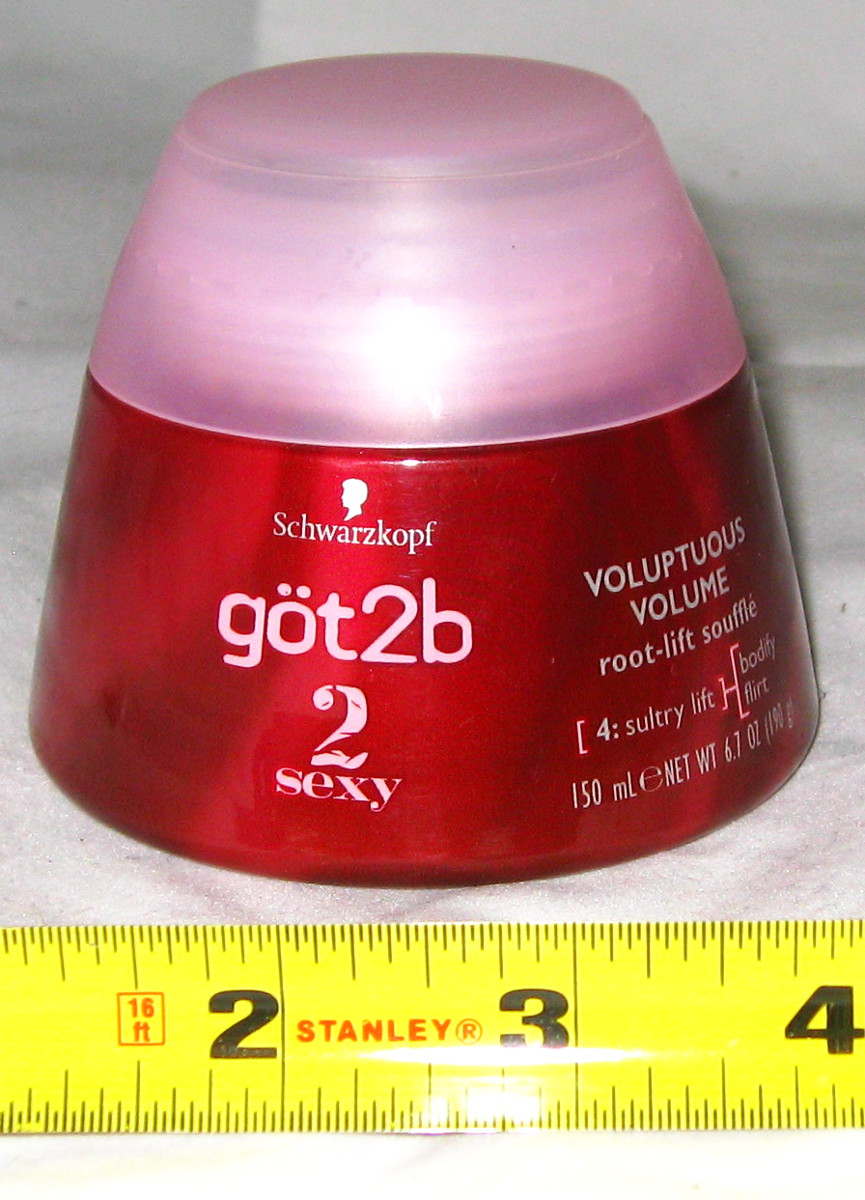 Schwarzkopf
göt2b
2
sexy
VOLUPTUOUS
VOLUME
root-lift soufflé
[ 4: sultry lift ]-[ bodify
flirt
150 mL ℮ NET WT 6.7 OZ (190 g)
16
ft
2 STANLEY® 3 4